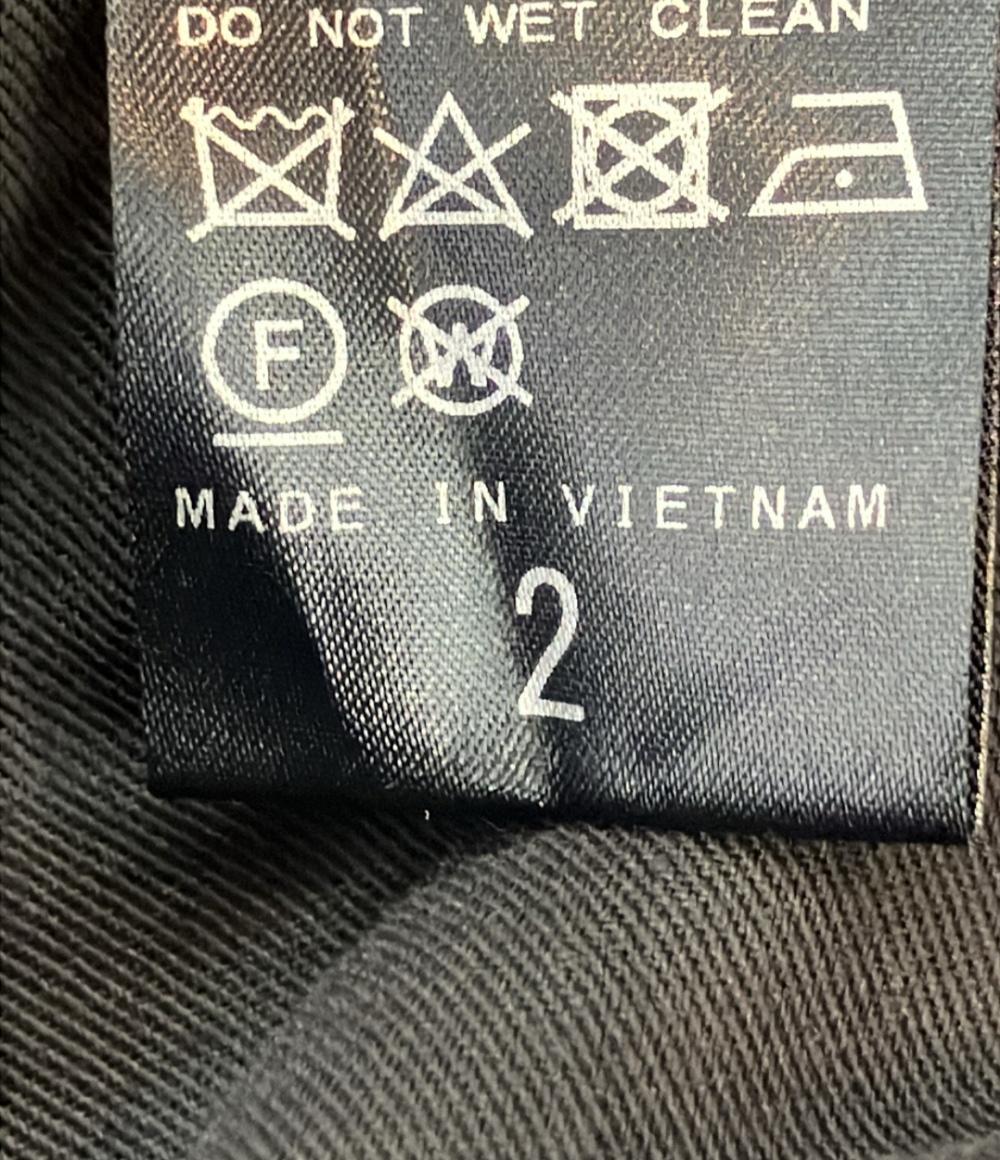 DO NOT WET CLEAN
F W
MADE IN VIETNAM
2